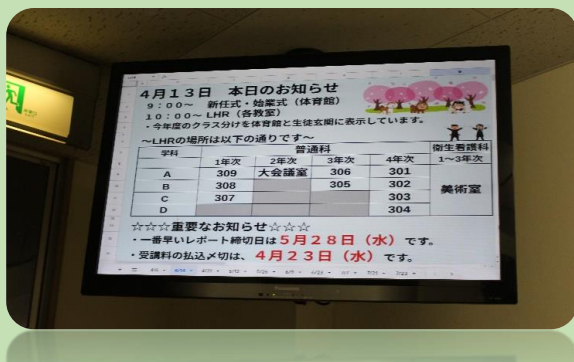 4月13日 本日のお知らせ
9:00〜 新任式・始業式(体育館)
10:00〜 LHR(各教室)
・今年度のクラス分けを体育館と生徒玄関に表示しています。
〜LHRの場所は以下の通りです〜
学科 普通科 衛生看護科
1年次 2年次 3年次 4年次 1〜3年次
A 309 大会議室 306 301 美術室
B 308 305 302
C 307 303
D 304
☆☆☆重要なお知らせ☆☆☆
・一番早いレポート締切日は5月28日(水)です。
・受講料の払込〆切は、4月23日(水)です。
Panasonic